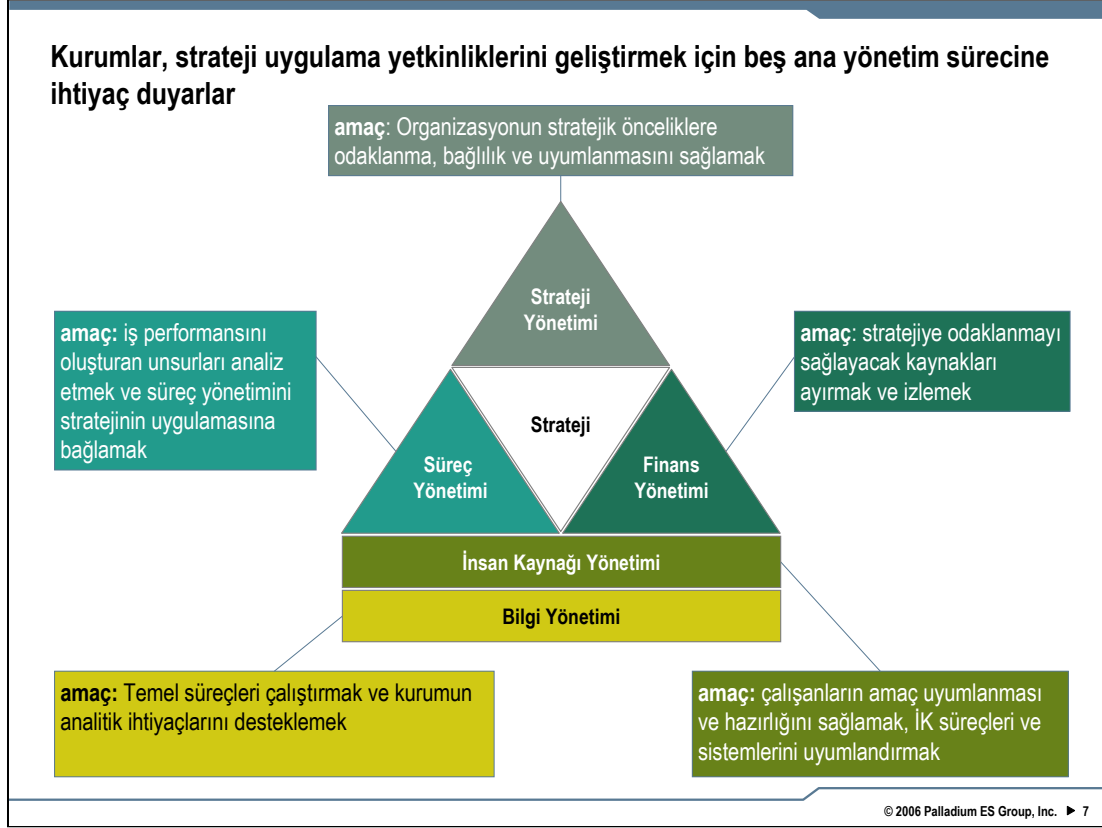 Kurumlar, strateji uygulama yetkinliklerini geliştirmek için beş ana yönetim sürecine
ihtiyaç duyarlar
amaç: Organizasyonun stratejik önceliklere
odaklanma, bağlılık ve uyumlanmasını sağlamak
Strateji
Yönetimi
amaç: iş performansını
oluşturan unsurları analiz
etmek ve süreç yönetimini
stratejinin uygulamasına
bağlamak
amaç: stratejiye odaklanmayı
sağlayacak kaynakları
ayırmak ve izlemek
Strateji
Süreç
Yönetimi
Finans
Yönetimi
İnsan Kaynağı Yönetimi
Bilgi Yönetimi
amaç: Temel süreçleri çalıştırmak ve kurumun
analitik ihtiyaçlarını desteklemek
amaç: çalışanların amaç uyumlanması
ve hazırlığını sağlamak, İK süreçleri ve
sistemlerini uyumlandırmak
© 2006 Palladium ES Group, Inc. ▶ 7